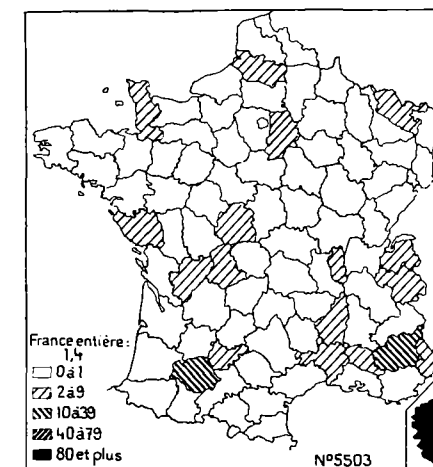 France entière :
1,4
0 à 1
2 à 9
10 à 39
40 à 79
80 et plus
N°5503